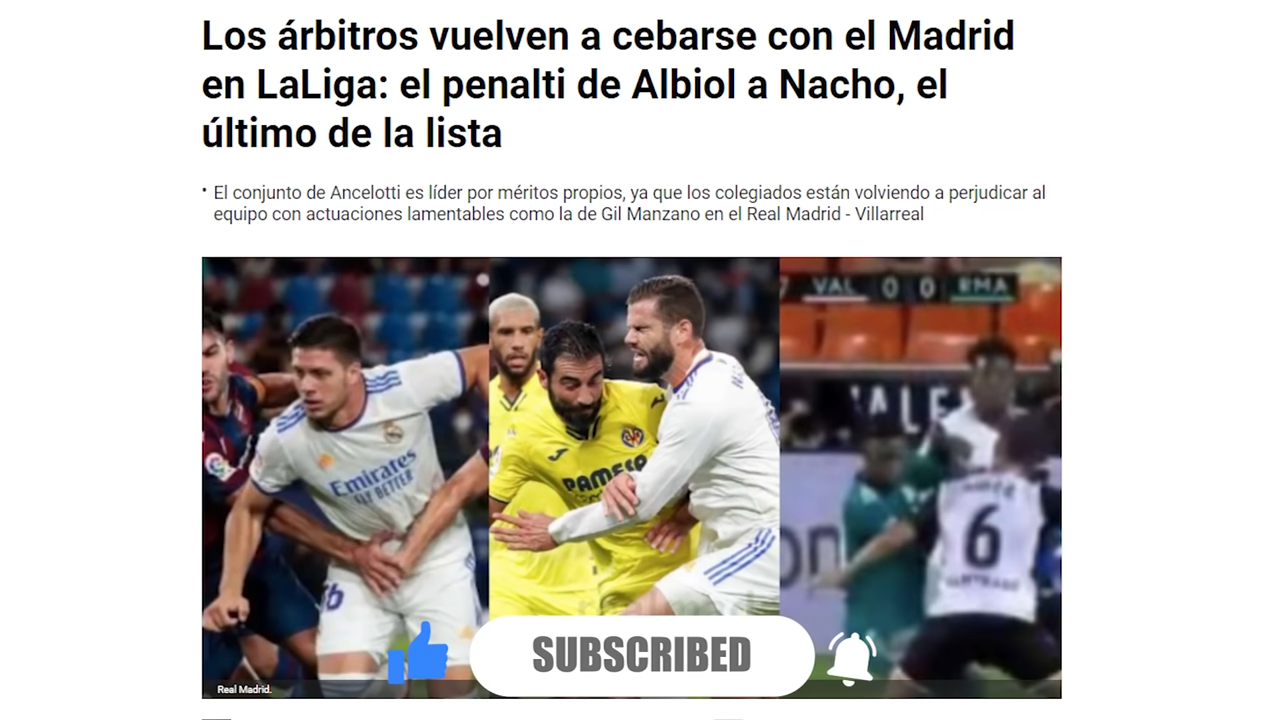 Los árbitros vuelven a cebarse con el Madrid
en LaLiga: el penalti de Albiol a Nacho, el
último de la lista
• El conjunto de Ancelotti es líder por méritos propios, ya que los colegiados están volviendo a perjudicar al
equipo con actuaciones lamentables como la de Gil Manzano en el Real Madrid - Villarreal
VAL 0 0 RMA
Emirates
FLY BETTER
PAMESA
VALE
6
16
SUBSCRIBED
Real Madrid.